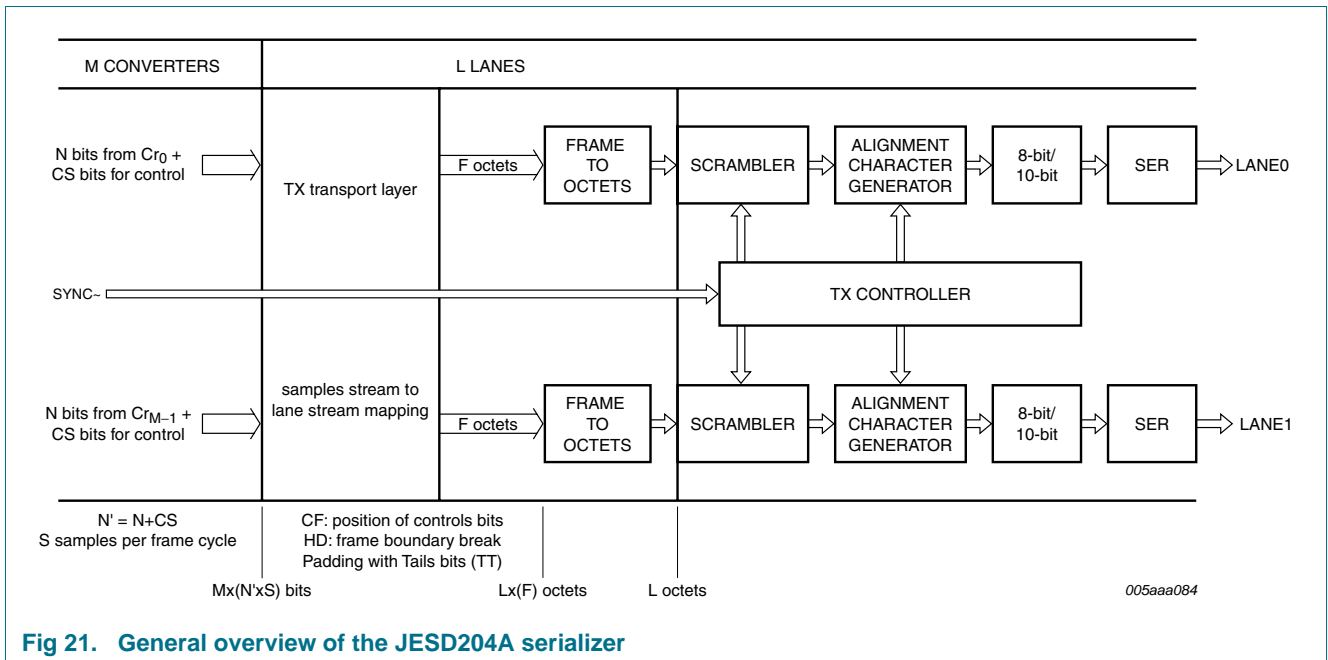 M CONVERTERS
L LANES
N bits from Cr0 +
CS bits for control
TX transport layer
F octets
FRAME
TO
OCTETS
SCRAMBLER
ALIGNMENT
CHARACTER
GENERATOR
8-bit/
10-bit
SER
LANE0
SYNC~
TX CONTROLLER
N bits from CrM–1 +
CS bits for control
samples stream to
lane stream mapping
F octets
FRAME
TO
OCTETS
SCRAMBLER
ALIGNMENT
CHARACTER
GENERATOR
8-bit/
10-bit
SER
LANE1
N' = N+CS
S samples per frame cycle
CF: position of controls bits
HD: frame boundary break
Padding with Tails bits (TT)
Mx(N'xS) bits
Lx(F) octets
L octets
005aaa084
Fig 21. General overview of the JESD204A serializer